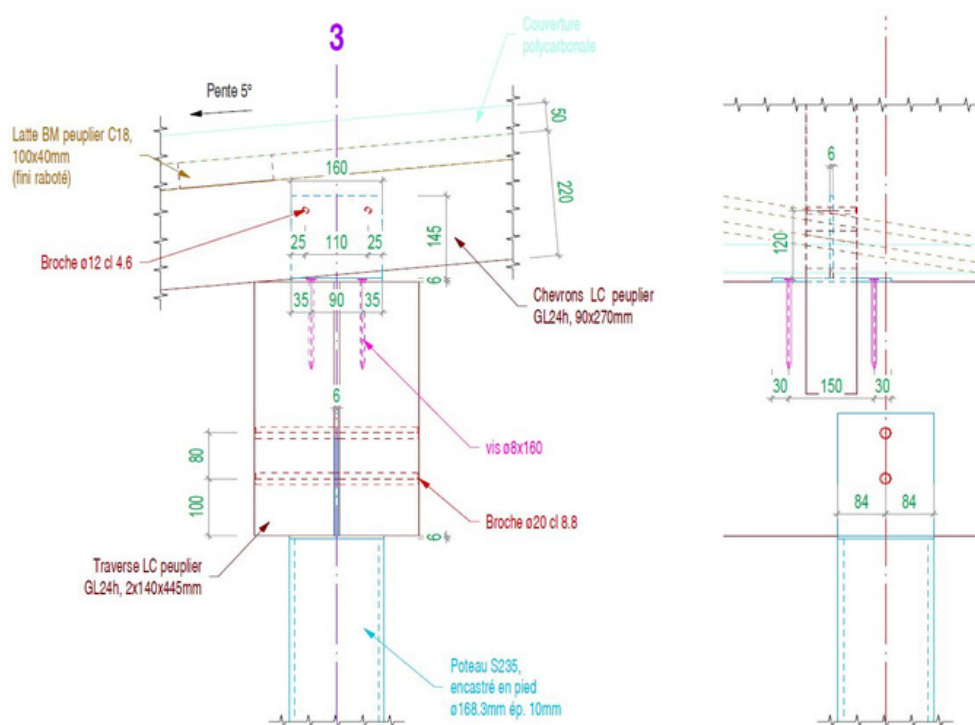 3
Couverture
polycarbonate
Pente 5°
Latte BM peuplier C18,
100x40mm
(fini raboté)
50
160
220
6
25 110 25
145
120
Broche ø12 cl 4.6
6
35 90 35
Chevrons LC peuplier
GL24h, 90x270mm
30 150 30
6
80
vis ø8x160
100
Broche ø20 cl 8.8
84 84
6
Traverse LC peuplier
GL24h, 2x140x445mm
Poteau S235,
encastré en pied
ø168.3mm ép. 10mm